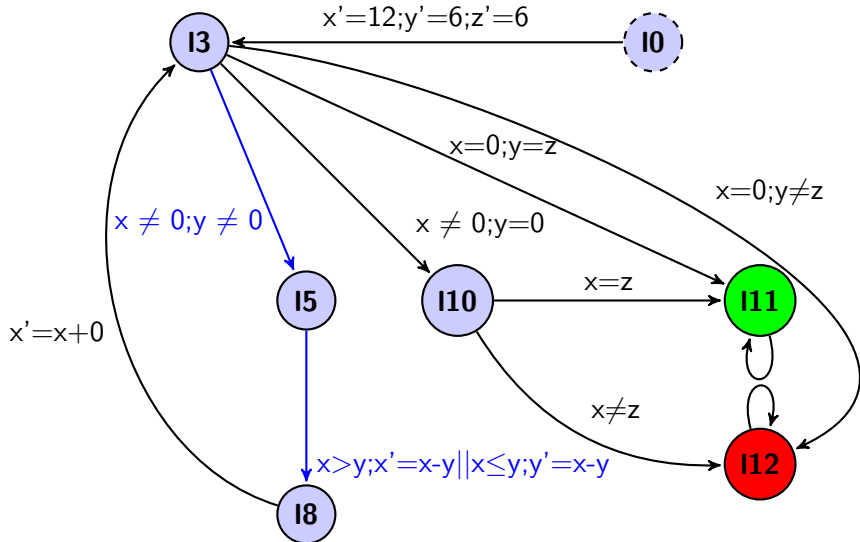 x'=12;y'=6;z'=6
l3
l0
x=0;y=z
x=0;y≠z
x ≠ 0;y ≠ 0
x ≠ 0;y=0
l5
l10
x=z
l11
x'=x+0
x≠z
x>y;x'=x-y||x≤y;y'=x-y
l12
l8